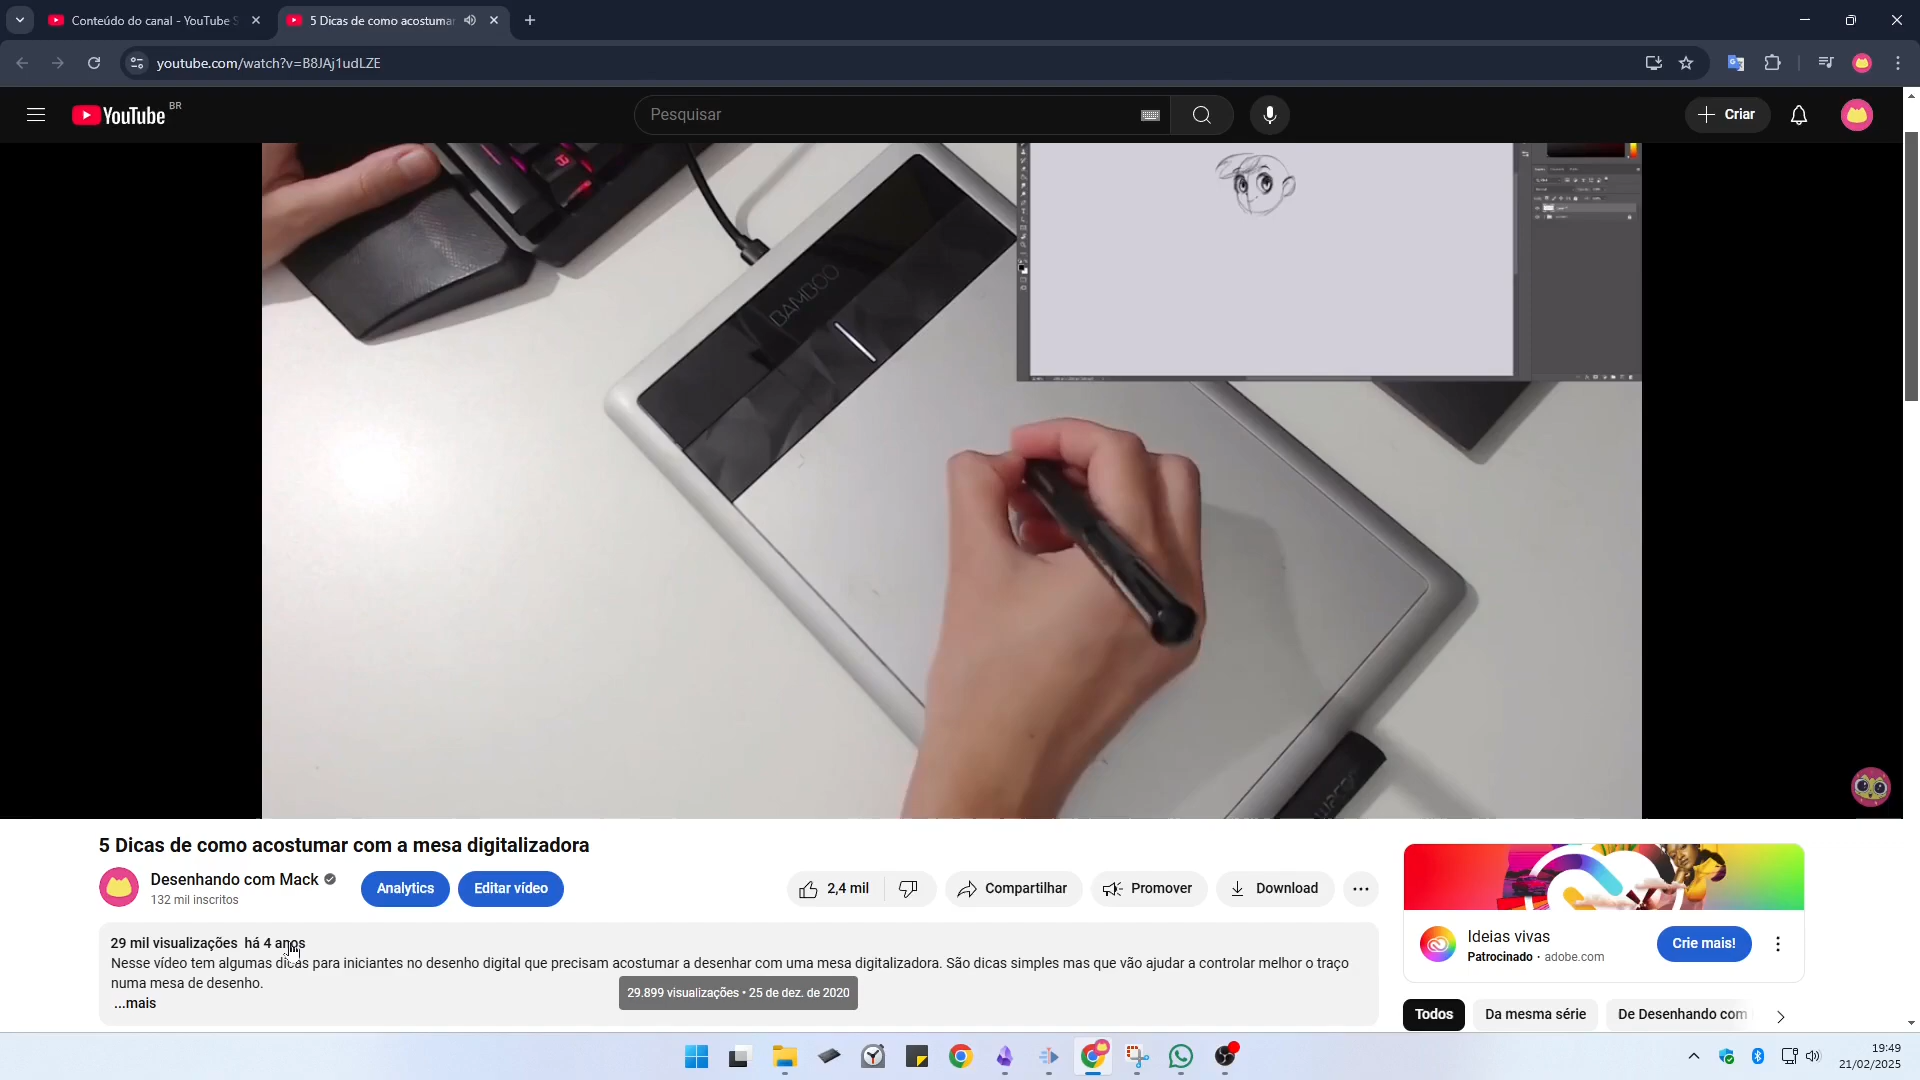 Conteúdo do canal - YouTube S
5 Dicas de como acostumar
youtube.com/watch?v=B8JAj1udLZE
YouTube BR
Pesquisar
Criar
BAMBOO
5 Dicas de como acostumar com a mesa digitalizadora
Desenhando com Mack
132 mil inscritos
Analytics
Editar vídeo
2,4 mil
Compartilhar
Promover
Download
29 mil visualizações há 4 anos
Nesse vídeo tem algumas dicas para iniciantes no desenho digital que precisam acostumar a desenhar com uma mesa digitalizadora. São dicas simples mas que vão ajudar a controlar melhor o traço
numa mesa de desenho.
...mais
29.899 visualizações • 25 de dez. de 2020
Ideias vivas
Patrocinado · adobe.com
Crie mais!
Todos
Da mesma série
De Desenhando com
19:49
21/02/2025